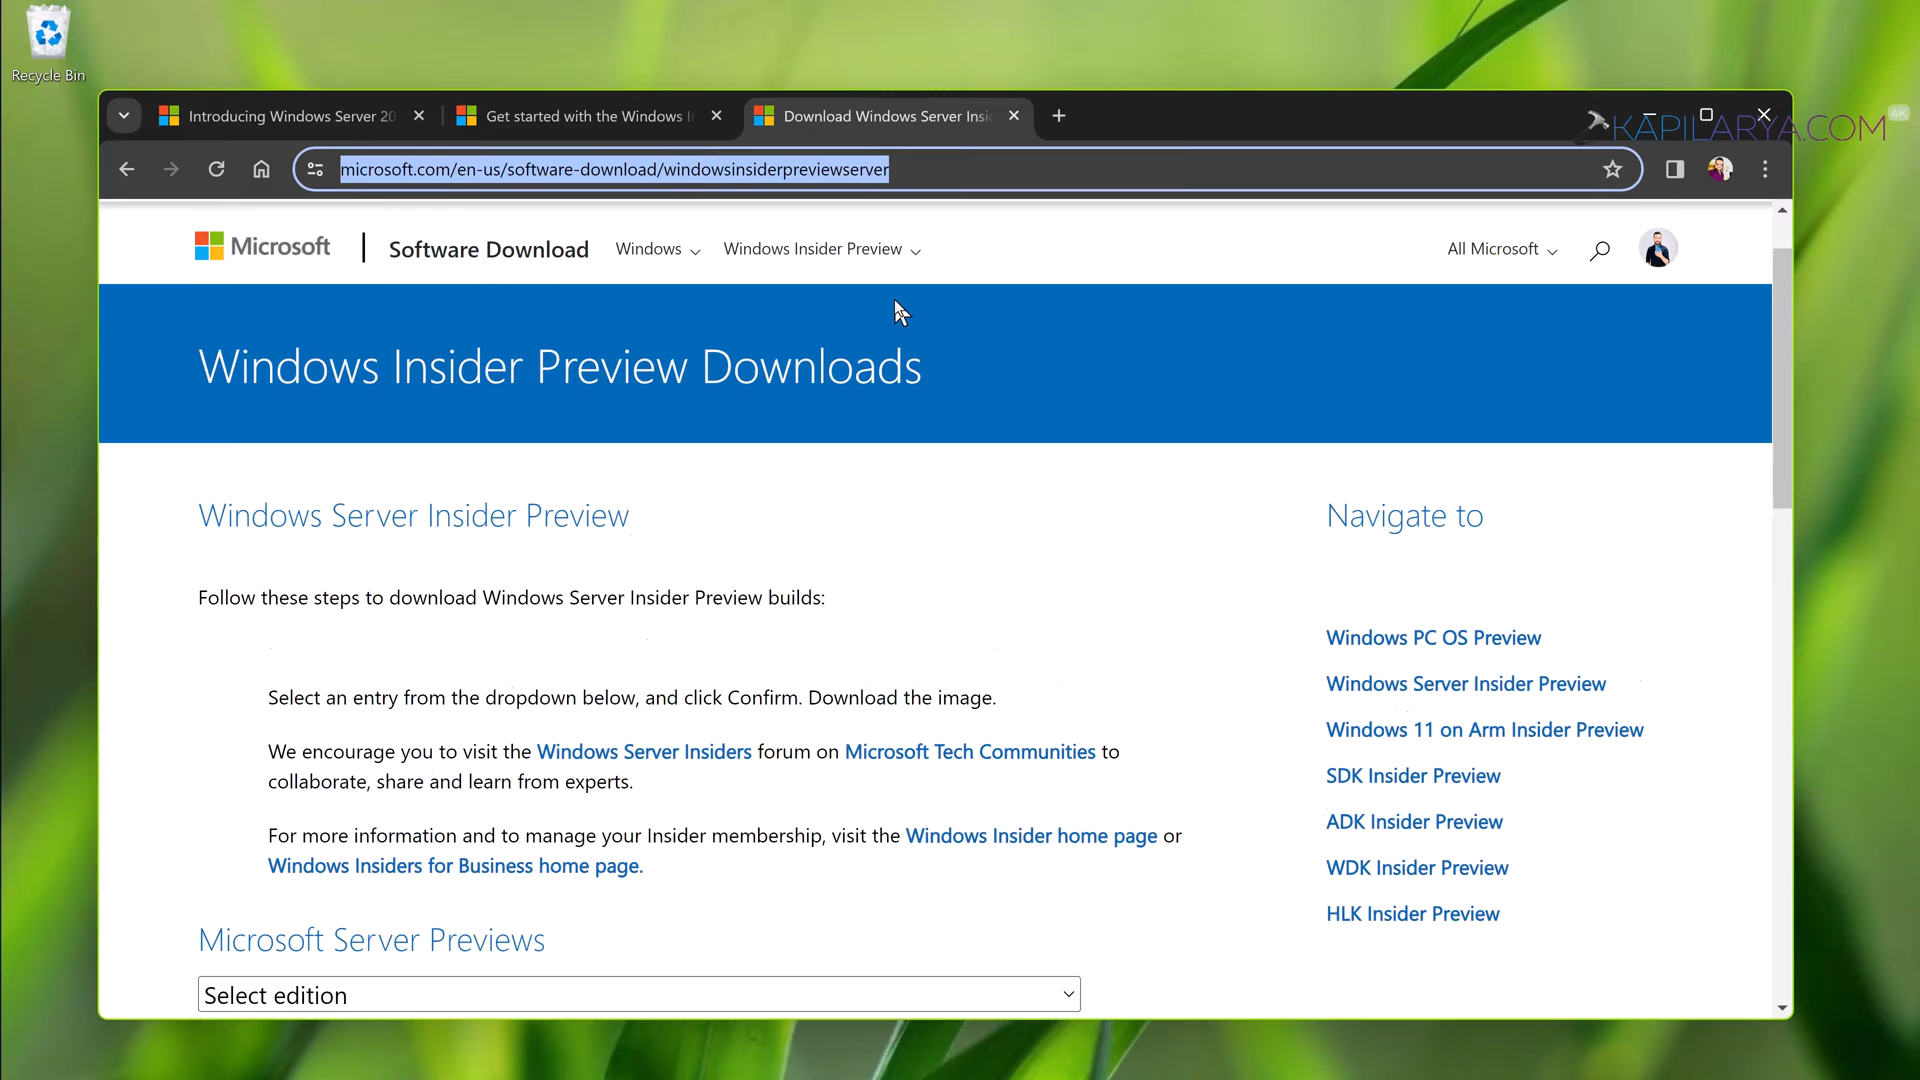 Recycle Bin
Introducing Windows Server 20
Get started with the Windows I
Download Windows Server Insi
KAPILARYA.COM
4K
microsoft.com/en-us/software-download/windowsinsiderpreviewserver
Microsoft
Software Download
Windows
Windows Insider Preview
All Microsoft
Windows Insider Preview Downloads
Windows Server Insider Preview
Follow these steps to download Windows Server Insider Preview builds:
Select an entry from the dropdown below, and click Confirm. Download the image.
We encourage you to visit the Windows Server Insiders forum on Microsoft Tech Communities to
collaborate, share and learn from experts.
For more information and to manage your Insider membership, visit the Windows Insider home page or
Windows Insiders for Business home page.
Microsoft Server Previews
Select edition
Navigate to
Windows PC OS Preview
Windows Server Insider Preview
Windows 11 on Arm Insider Preview
SDK Insider Preview
ADK Insider Preview
WDK Insider Preview
HLK Insider Preview